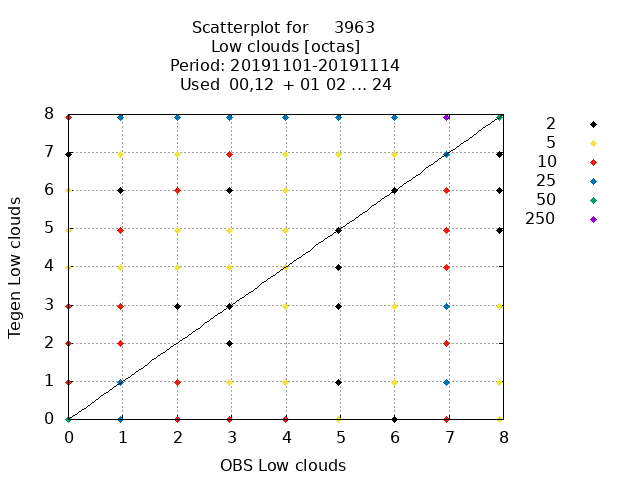 Scatterplot for 3963
Low clouds [octas]
Period: 20191101-20191114
Used 00,12 + 01 02 ... 24
8
7
6
5
4
3
2
1
0
Tegen Low clouds
0 1 2 3 4 5 6 7 8
OBS Low clouds
2
5
10
25
50
250